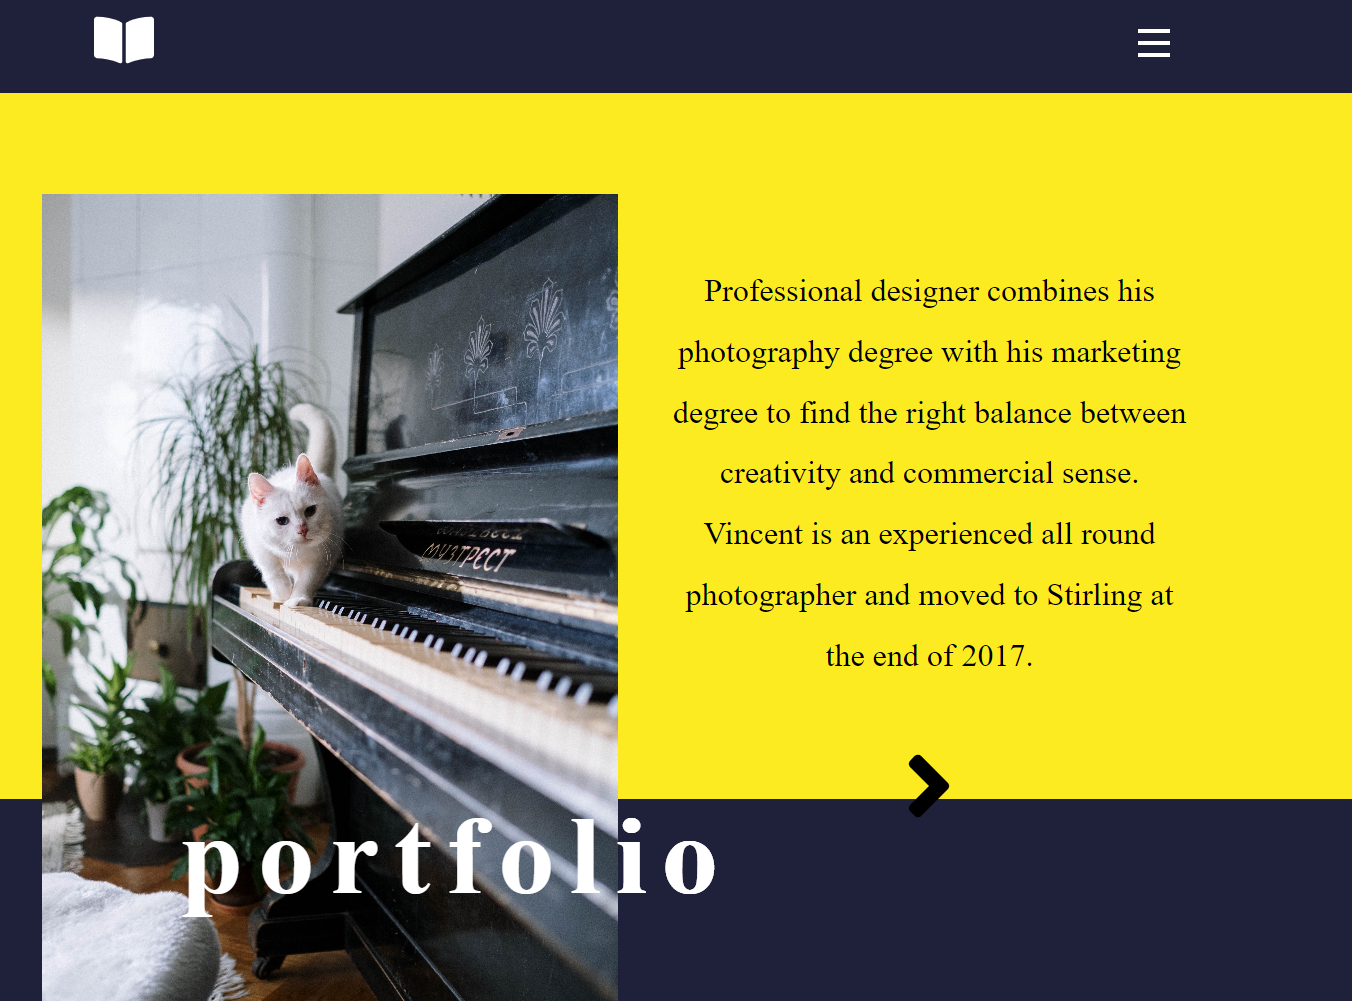 Professional designer combines his
photography degree with his marketing
degree to find the right balance between
creativity and commercial sense.
Vincent is an experienced all round
photographer and moved to Stirling at
the end of 2017.
МУЗТРЕСТ
portfolio